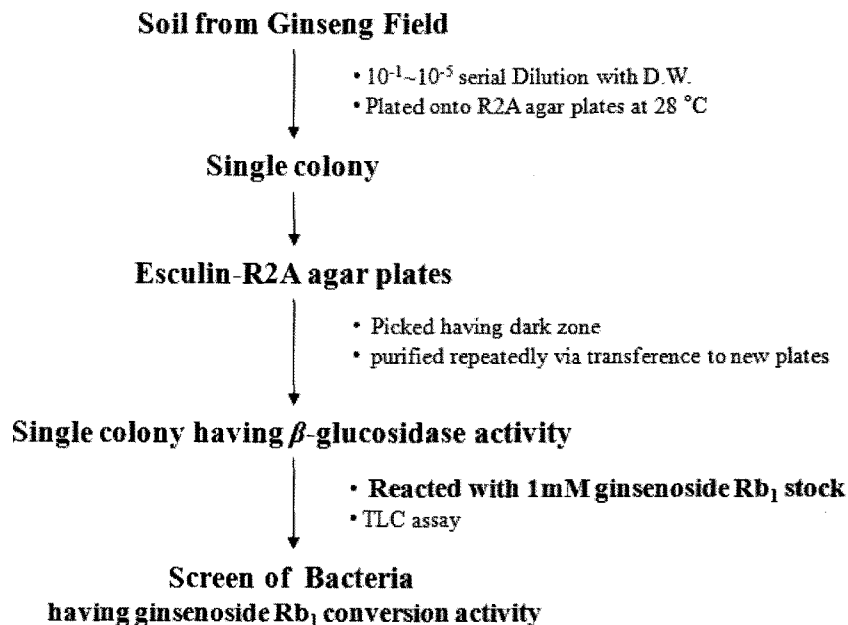 Soil from Ginseng Field
• 10⁻¹~10⁻⁵ serial Dilution with D.W.
• Plated onto R2A agar plates at 28 °C
Single colony
Esculin-R2A agar plates
• Picked having dark zone
• purified repeatedly via transference to new plates
Single colony having β-glucosidase activity
• Reacted with 1mM ginsenoside Rb₁ stock
• TLC assay
Screen of Bacteria
having ginsenoside Rb₁ conversion activity